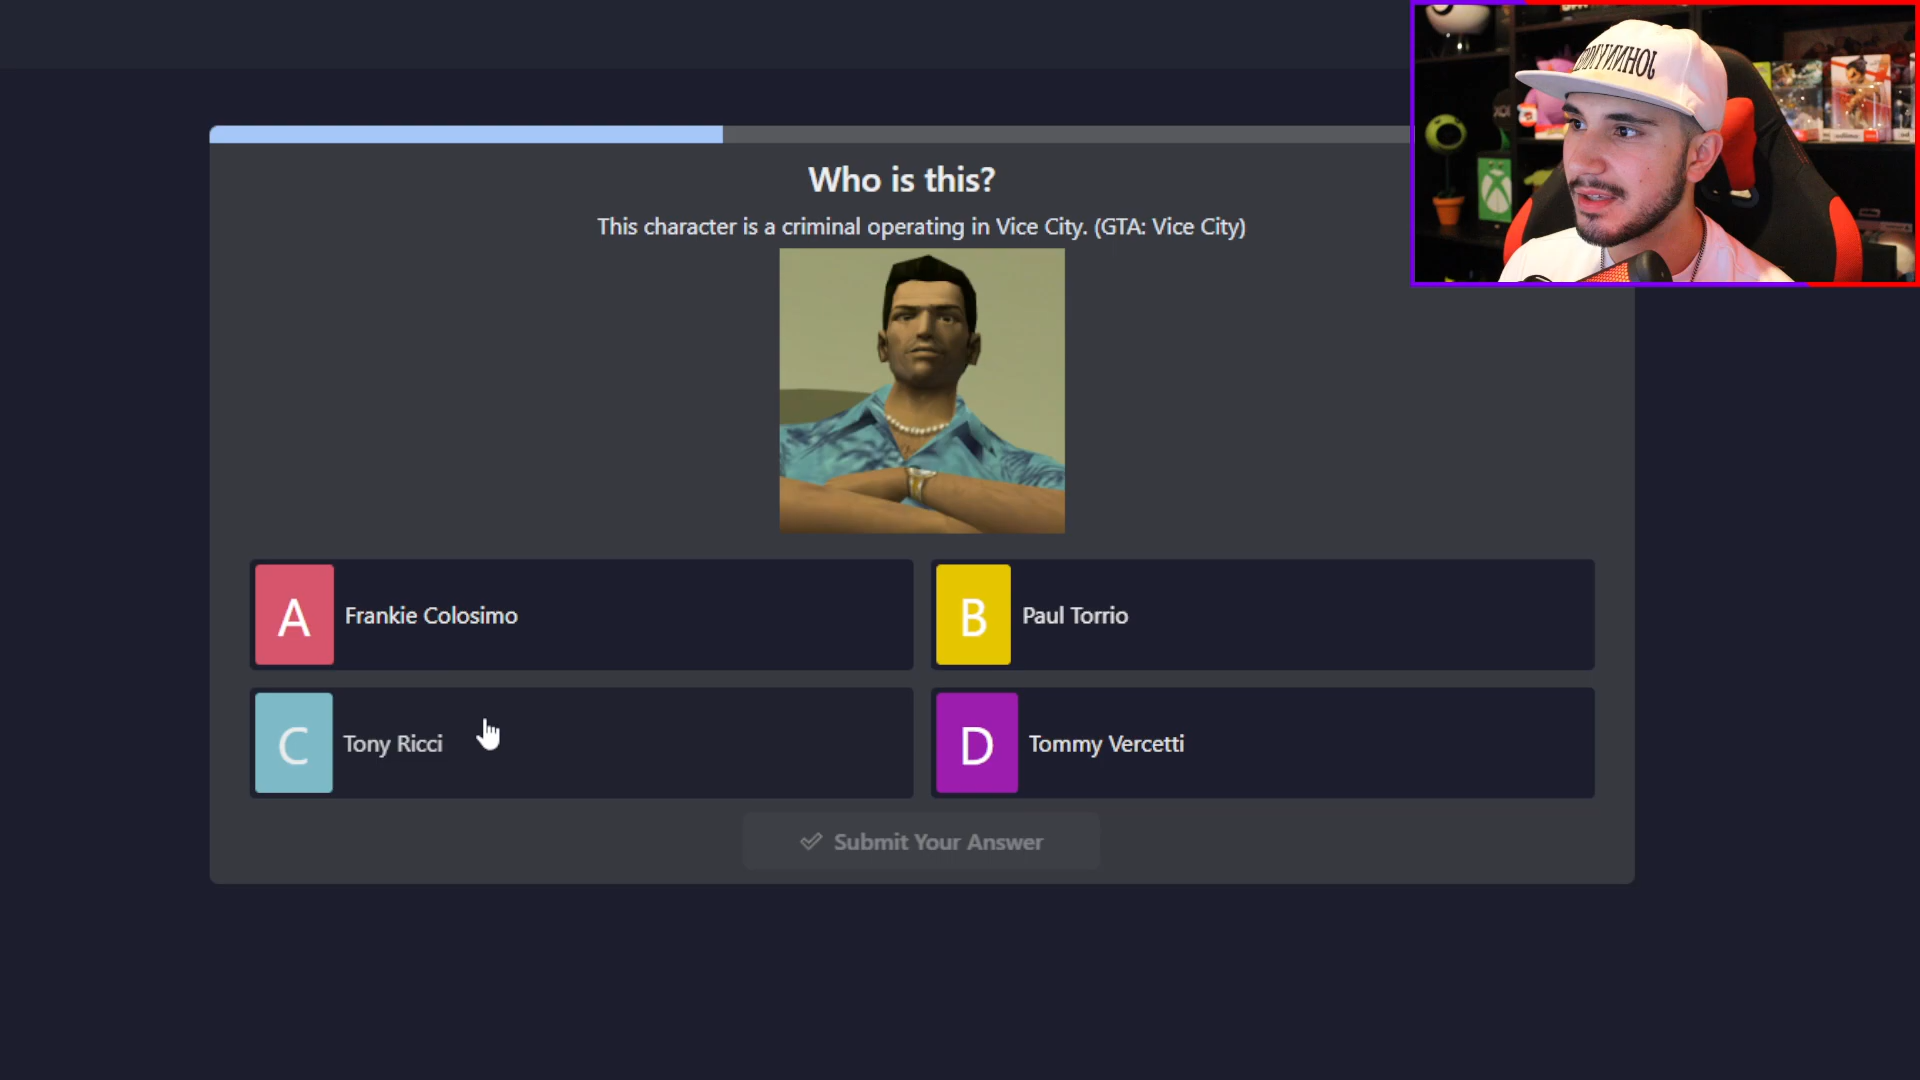 JOHNNY
Who is this?
This character is a criminal operating in Vice City. (GTA: Vice City)
A Frankie Colosimo
B Paul Torrio
C Tony Ricci
D Tommy Vercetti
Submit Your Answer